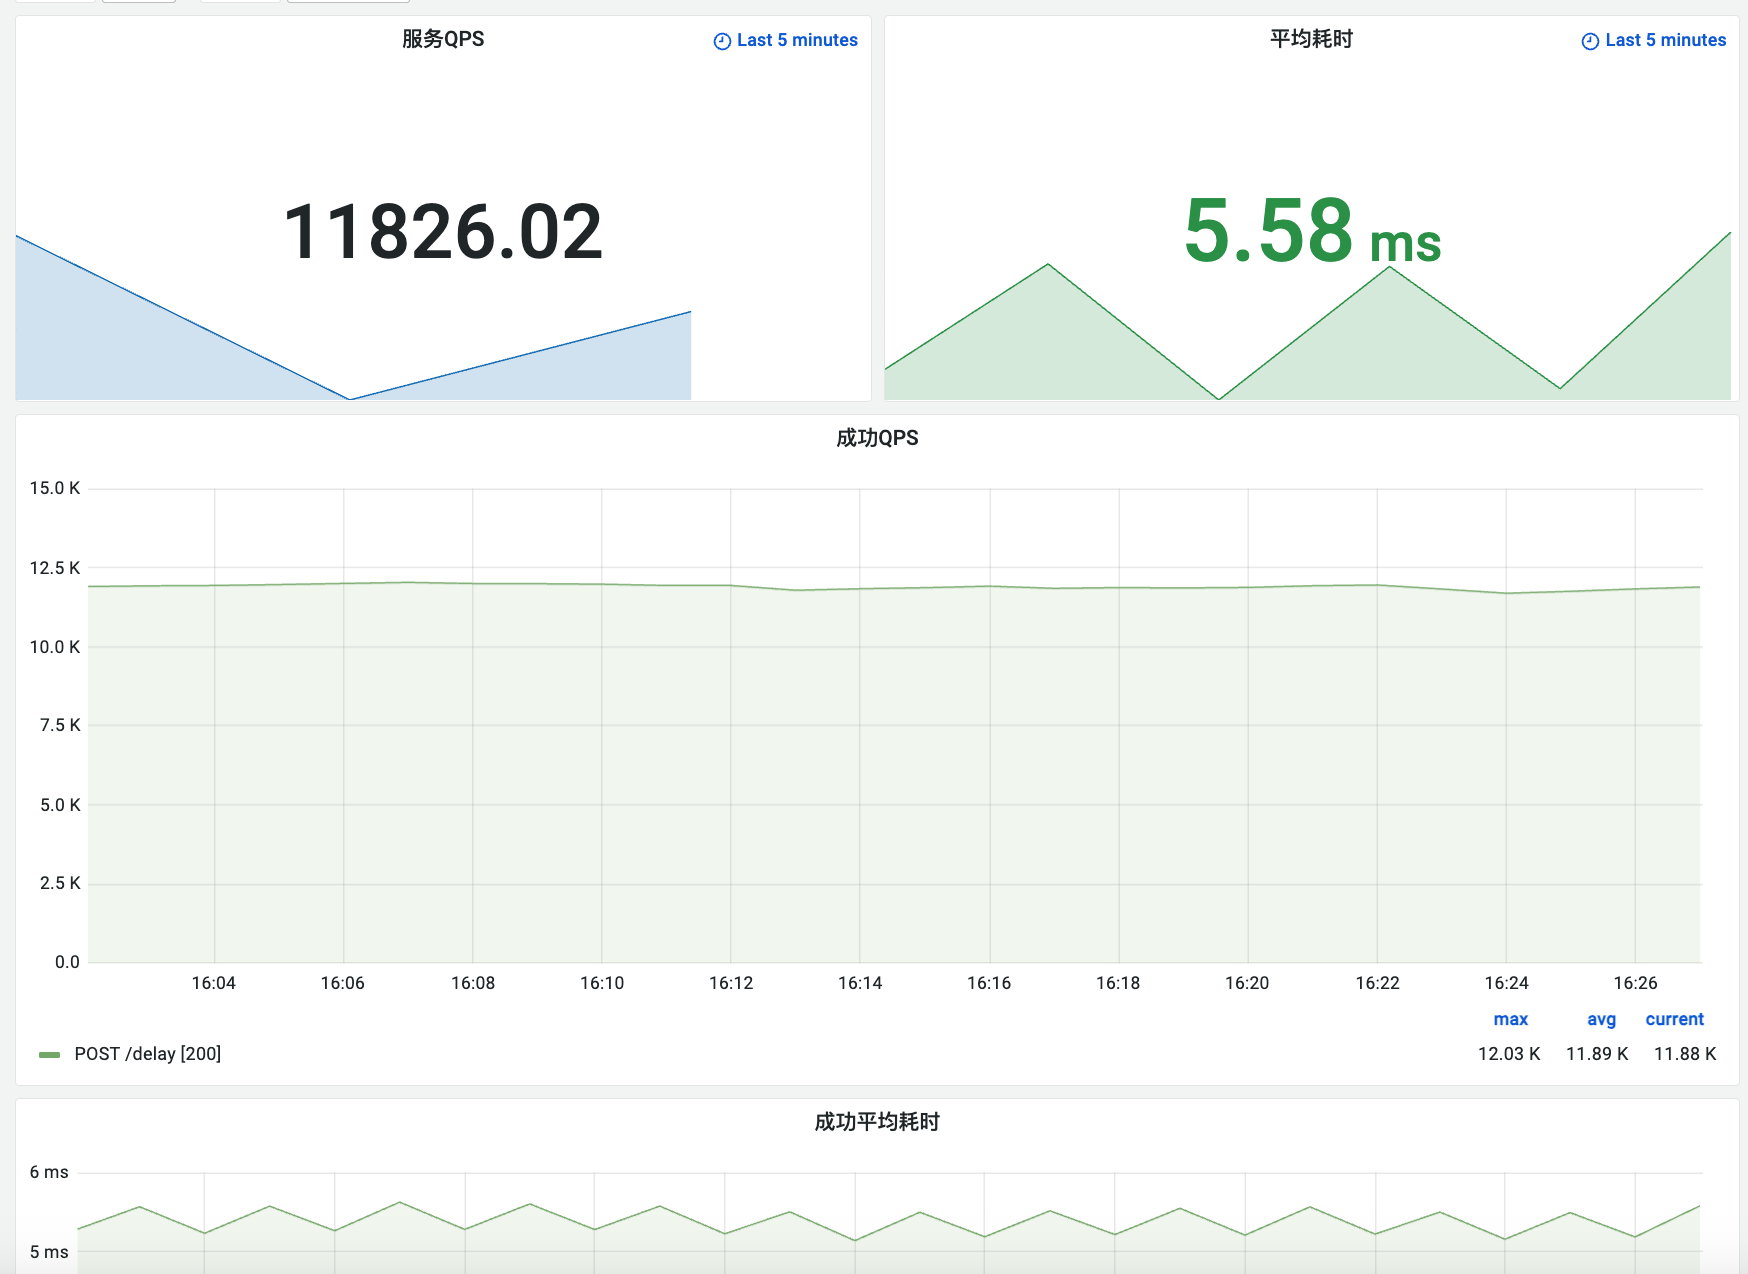 服务QPS
Last 5 minutes
11826.02
平均耗时
Last 5 minutes
5.58 ms
成功QPS
15.0 K
12.5 K
10.0 K
7.5 K
5.0 K
2.5 K
0.0
16:04 16:06 16:08 16:10 16:12 16:14 16:16 16:18 16:20 16:22 16:24 16:26
max avg current
POST /delay [200] 12.03 K 11.89 K 11.88 K
成功平均耗时
6 ms
5 ms